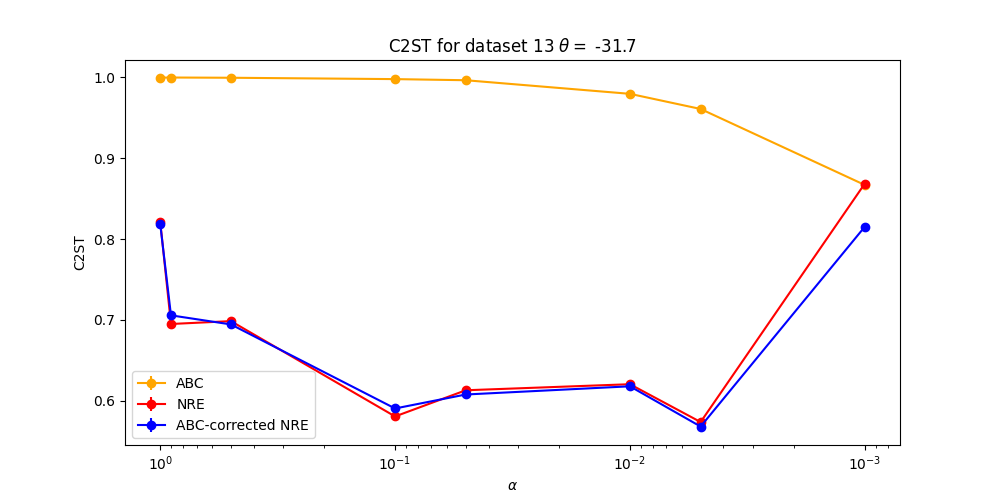 C2ST for dataset 13 θ = -31.7
1.0
0.9
0.8
0.7
0.6
C2ST
ABC
NRE
ABC-corrected NRE
10⁰
10⁻¹
10⁻²
10⁻³
α